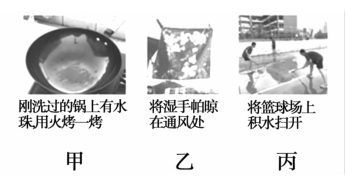 刚洗过的锅上有水
珠,用火烤一烤
将湿手帕晾
在通风处
将篮球场上
积水扫开
甲
乙
丙